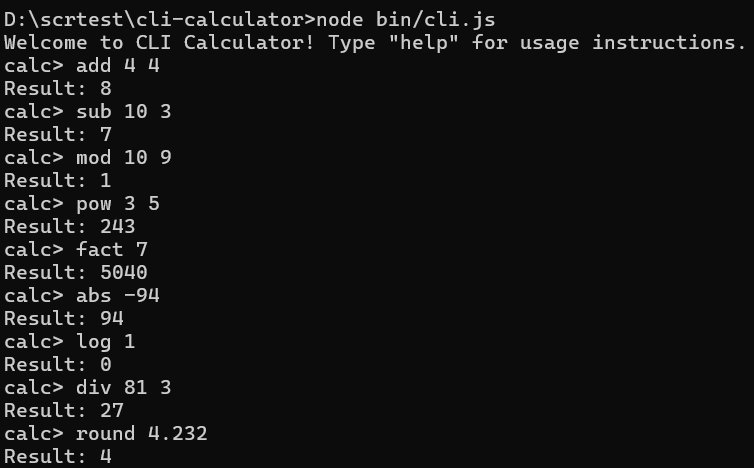 D:\scrtest\cli-calculator>node bin/cli.js
Welcome to CLI Calculator! Type "help" for usage instructions.
calc> add 4 4
Result: 8
calc> sub 10 3
Result: 7
calc> mod 10 9
Result: 1
calc> pow 3 5
Result: 243
calc> fact 7
Result: 5040
calc> abs -94
Result: 94
calc> log 1
Result: 0
calc> div 81 3
Result: 27
calc> round 4.232
Result: 4